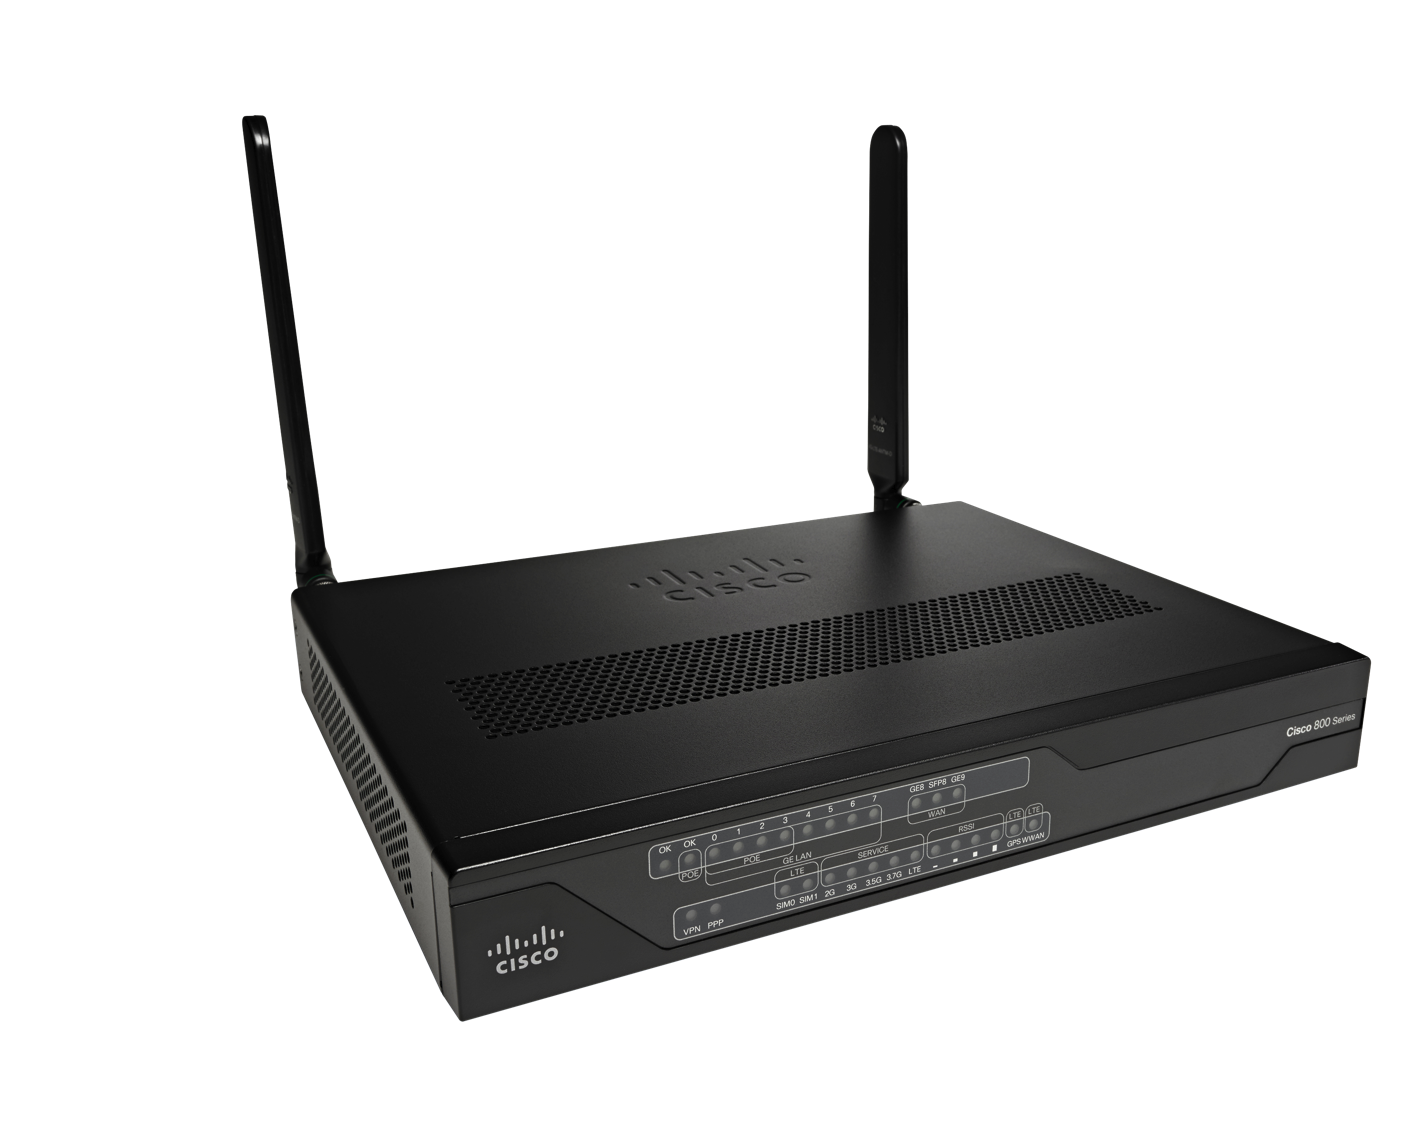 CISCO
CISCO
Cisco 800 Series
GE8 SFP8 GE9
WAN
0 1 2 3 4 5 6 7
OK OK
POE
POE
GE LAN
LTE
SERVICE
RSSI
LTE
LTE
SIM0 SIM1 2G 3G 3.5G 3.7G LTE
GPS WWAN
VPN PPP
CISCO